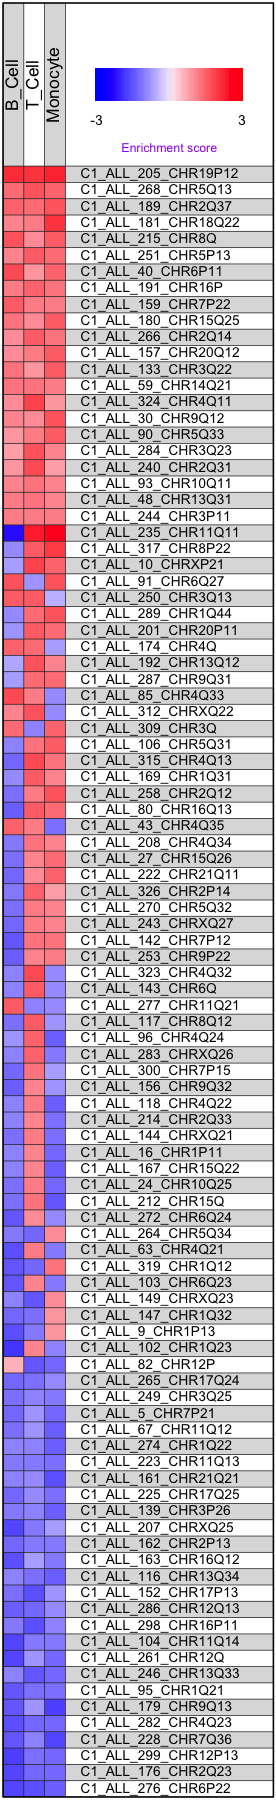 B_Cell
T_Cell
Monocyte
-3 3
Enrichment score
C1_ALL_205_CHR19P12
C1_ALL_268_CHR5Q13
C1_ALL_189_CHR2Q37
C1_ALL_181_CHR18Q22
C1_ALL_215_CHR8Q
C1_ALL_251_CHR5P13
C1_ALL_40_CHR6P11
C1_ALL_191_CHR16P
C1_ALL_159_CHR7P22
C1_ALL_180_CHR15Q25
C1_ALL_266_CHR2Q14
C1_ALL_157_CHR20Q12
C1_ALL_133_CHR3Q22
C1_ALL_59_CHR14Q21
C1_ALL_324_CHR4Q11
C1_ALL_30_CHR9Q12
C1_ALL_90_CHR5Q33
C1_ALL_284_CHR3Q23
C1_ALL_240_CHR2Q31
C1_ALL_93_CHR10Q11
C1_ALL_48_CHR13Q31
C1_ALL_244_CHR3P11
C1_ALL_235_CHR11Q11
C1_ALL_317_CHR8P22
C1_ALL_10_CHRXP21
C1_ALL_91_CHR6Q27
C1_ALL_250_CHR3Q13
C1_ALL_289_CHR1Q44
C1_ALL_201_CHR20P11
C1_ALL_174_CHR4Q
C1_ALL_192_CHR13Q12
C1_ALL_287_CHR9Q31
C1_ALL_85_CHR4Q33
C1_ALL_312_CHRXQ22
C1_ALL_309_CHR3Q
C1_ALL_106_CHR5Q31
C1_ALL_315_CHR4Q13
C1_ALL_169_CHR1Q31
C1_ALL_258_CHR2Q12
C1_ALL_80_CHR16Q13
C1_ALL_43_CHR4Q35
C1_ALL_208_CHR4Q34
C1_ALL_27_CHR15Q26
C1_ALL_222_CHR21Q11
C1_ALL_326_CHR2P14
C1_ALL_270_CHR5Q32
C1_ALL_243_CHRXQ27
C1_ALL_142_CHR7P12
C1_ALL_253_CHR9P22
C1_ALL_323_CHR4Q32
C1_ALL_143_CHR6Q
C1_ALL_277_CHR11Q21
C1_ALL_117_CHR8Q12
C1_ALL_96_CHR4Q24
C1_ALL_283_CHRXQ26
C1_ALL_300_CHR7P15
C1_ALL_156_CHR9Q32
C1_ALL_118_CHR4Q22
C1_ALL_214_CHR2Q33
C1_ALL_144_CHRXQ21
C1_ALL_16_CHR1P11
C1_ALL_167_CHR15Q22
C1_ALL_24_CHR10Q25
C1_ALL_212_CHR15Q
C1_ALL_272_CHR6Q24
C1_ALL_264_CHR5Q34
C1_ALL_63_CHR4Q21
C1_ALL_319_CHR1Q12
C1_ALL_103_CHR6Q23
C1_ALL_149_CHRXQ23
C1_ALL_147_CHR1Q32
C1_ALL_9_CHR1P13
C1_ALL_102_CHR1Q23
C1_ALL_82_CHR12P
C1_ALL_265_CHR17Q24
C1_ALL_249_CHR3Q25
C1_ALL_5_CHR7P21
C1_ALL_67_CHR11Q12
C1_ALL_274_CHR1Q22
C1_ALL_223_CHR11Q13
C1_ALL_161_CHR21Q21
C1_ALL_225_CHR17Q25
C1_ALL_139_CHR3P26
C1_ALL_207_CHRXQ25
C1_ALL_162_CHR2P13
C1_ALL_163_CHR16Q12
C1_ALL_116_CHR13Q34
C1_ALL_152_CHR17P13
C1_ALL_286_CHR12Q13
C1_ALL_298_CHR16P11
C1_ALL_104_CHR11Q14
C1_ALL_261_CHR12Q
C1_ALL_246_CHR13Q33
C1_ALL_95_CHR1Q21
C1_ALL_179_CHR9Q13
C1_ALL_282_CHR4Q23
C1_ALL_228_CHR7Q36
C1_ALL_299_CHR12P13
C1_ALL_176_CHR2Q23
C1_ALL_276_CHR6P22